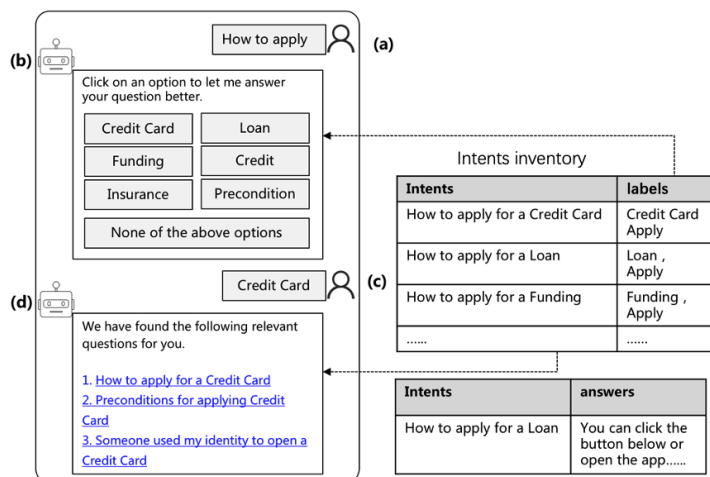 How to apply
(a)
(b)
Click on an option to let me answer
your question better.
Credit Card
Loan
Funding
Credit
Insurance
Precondition
None of the above options
Intents inventory
Intents labels
How to apply for a Credit Card Credit Card
Apply
How to apply for a Loan Loan ,
Apply
How to apply for a Funding Funding ,
Apply
...... ......
Credit Card
(c)
(d)
We have found the following relevant
questions for you.
1. How to apply for a Credit Card
2. Preconditions for applying Credit
Card
3. Someone used my identity to open a
Credit Card
Intents answers
How to apply for a Loan You can click the
button below or
open the app......